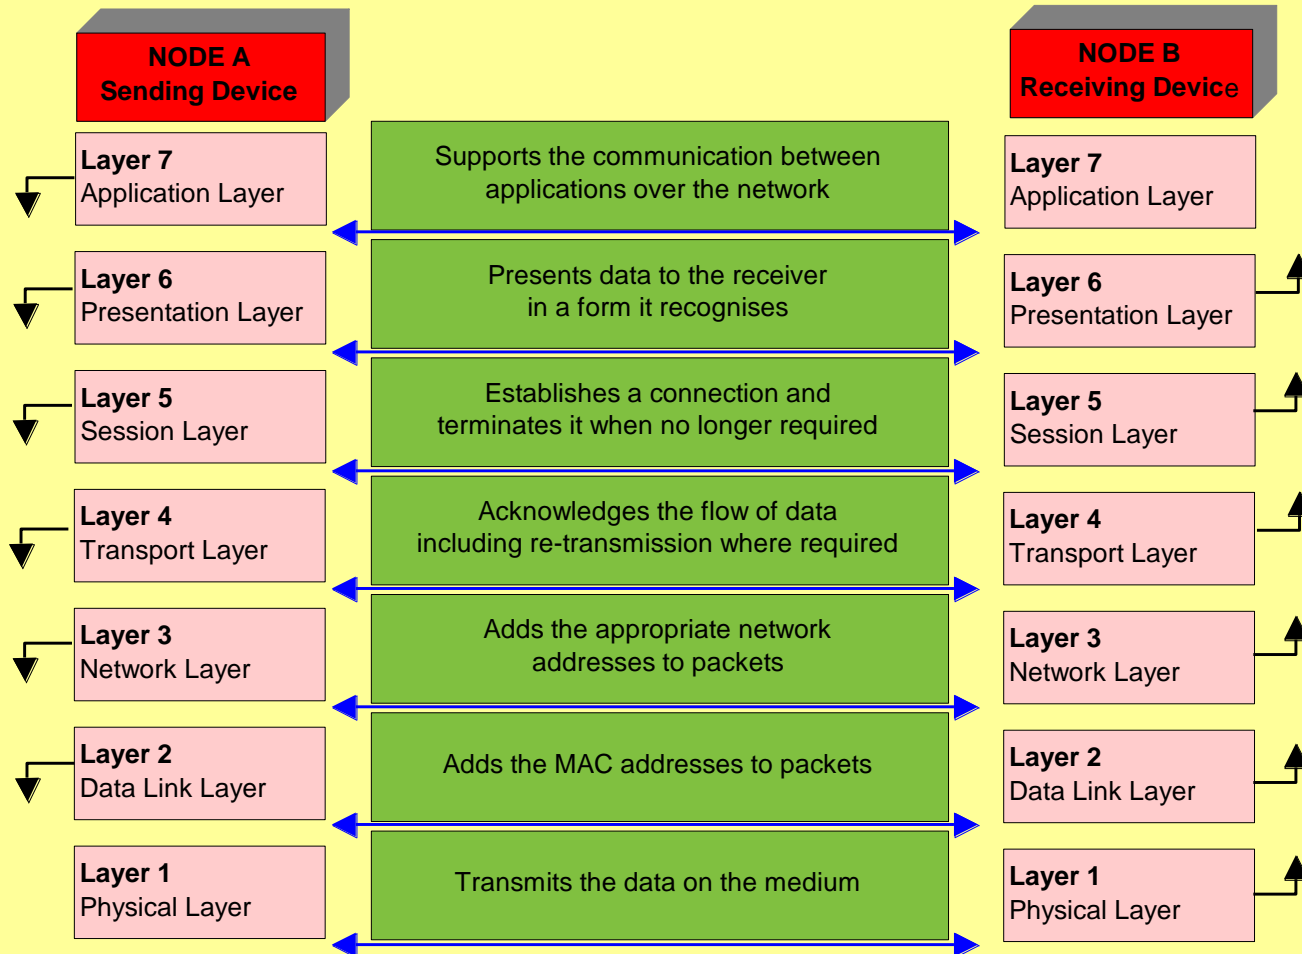 NODE A
Sending Device
NODE B
Receiving Device
Layer 7
Application Layer
Supports the communication between
applications over the network
Layer 7
Application Layer
Layer 6
Presentation Layer
Presents data to the receiver
in a form it recognises
Layer 6
Presentation Layer
Layer 5
Session Layer
Establishes a connection and
terminates it when no longer required
Layer 5
Session Layer
Layer 4
Transport Layer
Acknowledges the flow of data
including re-transmission where required
Layer 4
Transport Layer
Layer 3
Network Layer
Adds the appropriate network
addresses to packets
Layer 3
Network Layer
Layer 2
Data Link Layer
Adds the MAC addresses to packets
Layer 2
Data Link Layer
Layer 1
Physical Layer
Transmits the data on the medium
Layer 1
Physical Layer